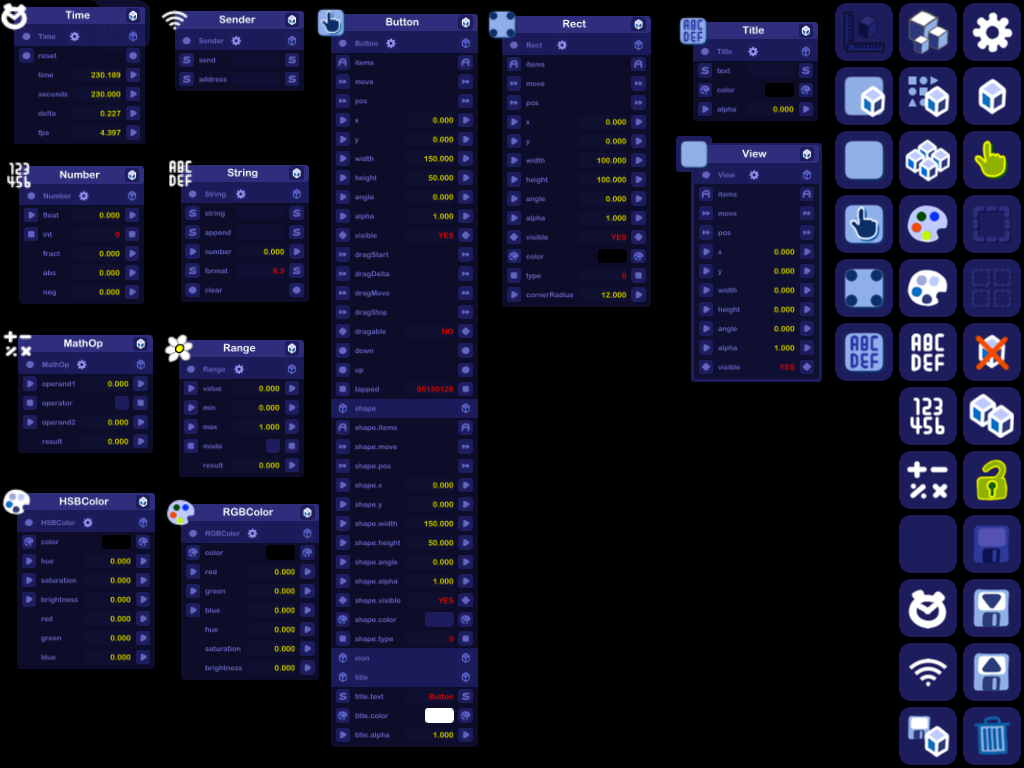 Time
Time
reset
time 230.189
seconds 230.000
delta 0.227
fps 4.397
Sender
Sender
S send S
S address S
Button
Button
items
move
pos
x 0.000
y 0.000
width 150.000
height 50.000
angle 0.000
alpha 1.000
visible YES
dragStart
dragDelta
dragMove
dragStop
dragable NO
down
up
tapped 96150128
shape
shape.items
shape.move
shape.pos
shape.x 0.000
shape.y 0.000
shape.width 150.000
shape.height 50.000
shape.angle 0.000
shape.alpha 1.000
shape.visible YES
shape.color
shape.type 0
icon
title
S title.text Button S
title.color
title.alpha 1.000
Rect
Rect
items
move
pos
x 0.000
y 0.000
width 100.000
height 100.000
angle 0.000
alpha 1.000
visible YES
color
type 0
cornerRadius 12.000
ABC
DEF
Title
Title
S text S
color
alpha 0.000
View
View
items
move
pos
x 0.000
y 0.000
width 0.000
height 0.000
angle 0.000
alpha 1.000
visible YES
123
456
Number
Number
float 0.000
int 0
fract 0.000
abs 0.000
neg 0.000
ABC
DEF
String
String
S string S
S append S
number 0.000
S format 6.3 S
clear
+ −
% ×
MathOp
MathOp
operand1 0.000
operator
operand2 0.000
result 0.000
Range
Range
value 0.000
min 0.000
max 1.000
mode
result 0.000
HSBColor
HSBColor
color
hue 0.000
saturation 0.000
brightness 0.000
red 0.000
green 0.000
blue 0.000
RGBColor
RGBColor
color
red 0.000
green 0.000
blue 0.000
hue 0.000
saturation 0.000
brightness 0.000
ABC
DEF
ABC
DEF
123
456
+ −
% ×